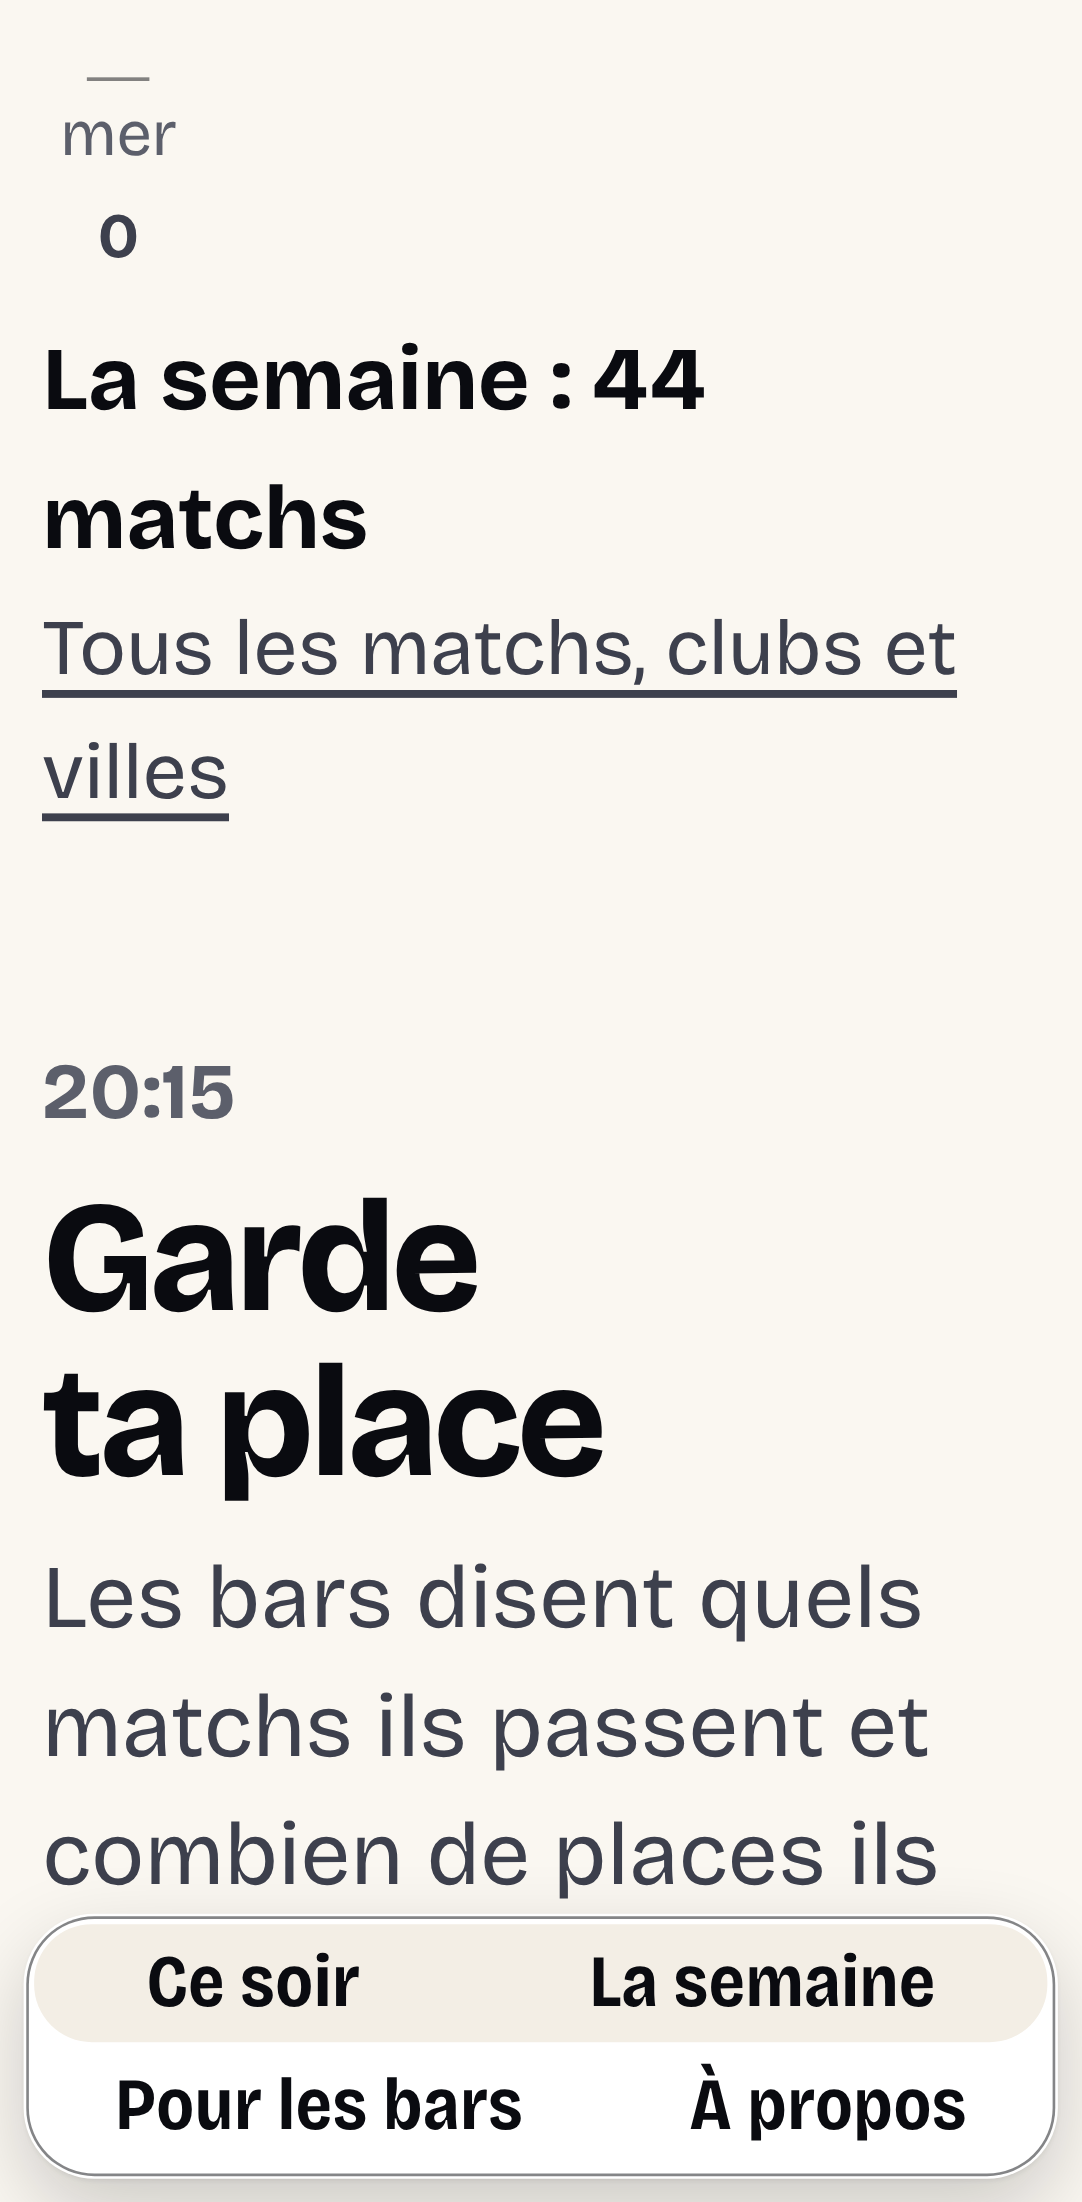 —
mer
0
La semaine : 44
matchs
Tous les matchs, clubs et
villes
20:15
Garde
ta place
Les bars disent quels
matchs ils passent et
combien de places ils
Ce soir La semaine
Pour les bars À propos